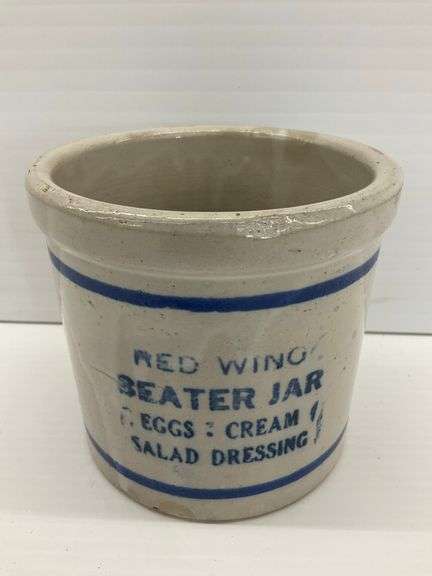 RED WING
BEATER JAR
EGGS : CREAM
SALAD DRESSING